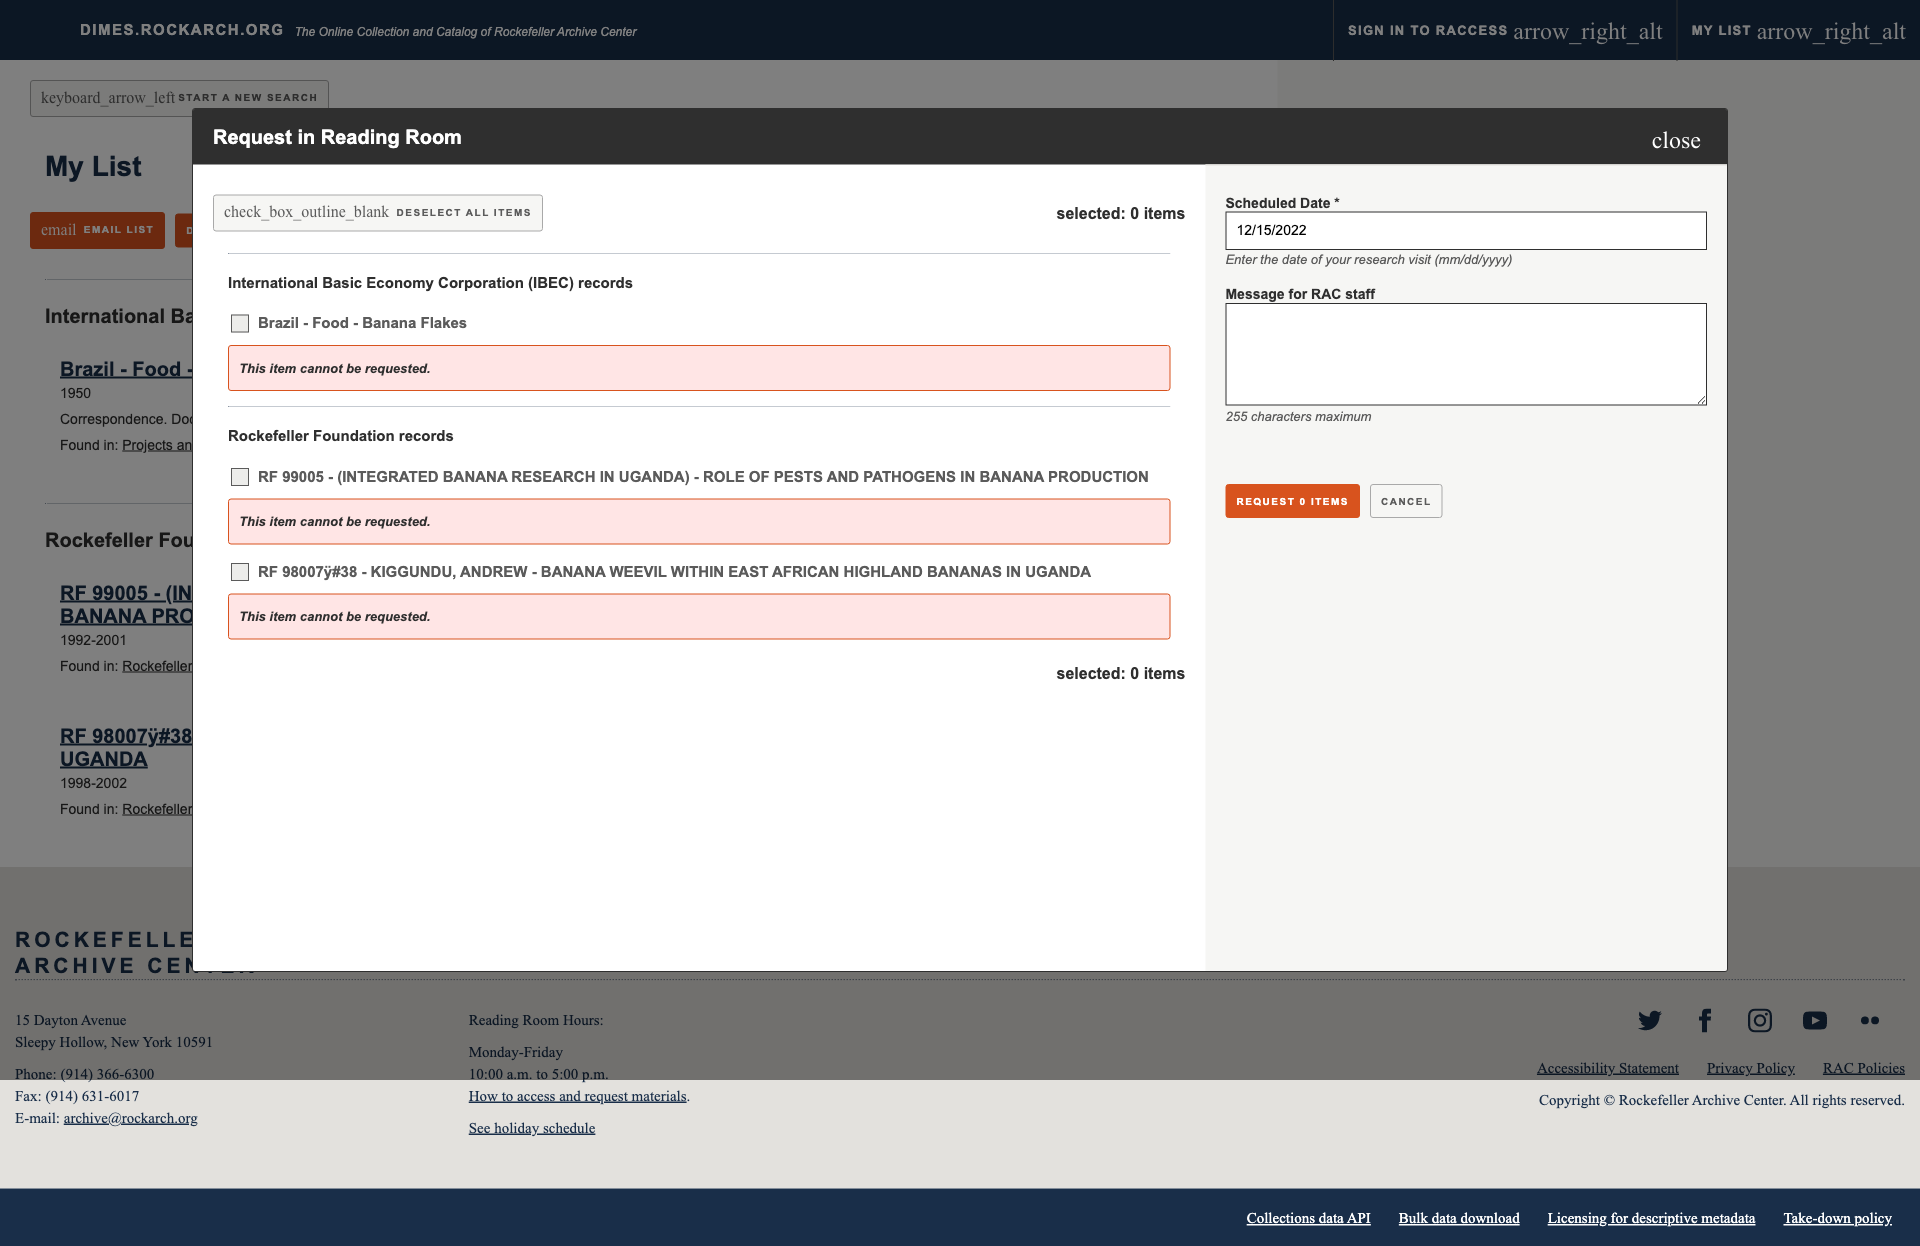 DIMES.ROCKARCH.ORG The Online Collection and Catalog of Rockefeller Archive Center
SIGN IN TO RACCESS arrow_right_alt
MY LIST arrow_right_alt
keyboard_arrow_left START A NEW SEARCH
My List
email EMAIL LIST
D
International Ba
Brazil - Food -
1950
Correspondence. Doc
Found in: Projects an
Rockefeller Fou
RF 99005 - (IN
BANANA PRO
1992-2001
Found in: Rockefeller
RF 98007ÿ#38
UGANDA
1998-2002
Found in: Rockefeller
Request in Reading Room
close
check_box_outline_blank DESELECT ALL ITEMS
selected: 0 items
International Basic Economy Corporation (IBEC) records
Brazil - Food - Banana Flakes
This item cannot be requested.
Rockefeller Foundation records
RF 99005 - (INTEGRATED BANANA RESEARCH IN UGANDA) - ROLE OF PESTS AND PATHOGENS IN BANANA PRODUCTION
This item cannot be requested.
RF 98007ÿ#38 - KIGGUNDU, ANDREW - BANANA WEEVIL WITHIN EAST AFRICAN HIGHLAND BANANAS IN UGANDA
This item cannot be requested.
selected: 0 items
Scheduled Date *
12/15/2022
Enter the date of your research visit (mm/dd/yyyy)
Message for RAC staff
255 characters maximum
REQUEST 0 ITEMS
CANCEL
ROCKEFELLE
ARCHIVE CENTER
15 Dayton Avenue
Sleepy Hollow, New York 10591
Phone: (914) 366-6300
Fax: (914) 631-6017
E-mail: archive@rockarch.org
Reading Room Hours:
Monday-Friday
10:00 a.m. to 5:00 p.m.
How to access and request materials.
See holiday schedule
Accessibility Statement
Privacy Policy
RAC Policies
Copyright © Rockefeller Archive Center. All rights reserved.
Collections data API
Bulk data download
Licensing for descriptive metadata
Take-down policy